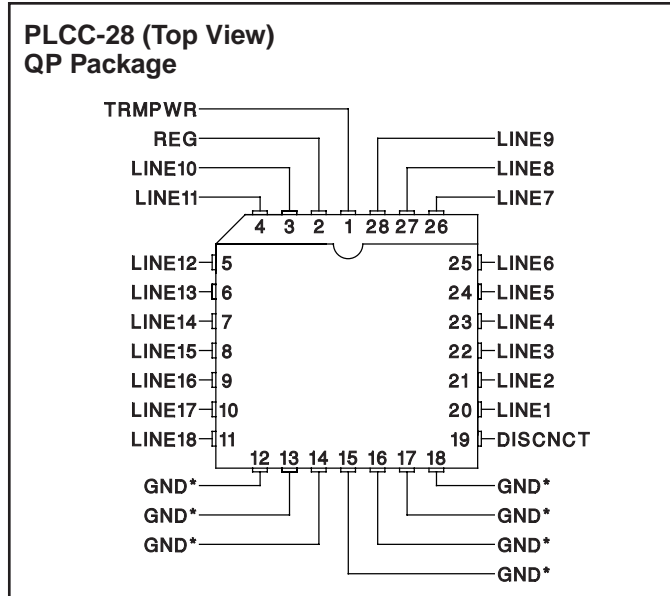 PLCC-28 (Top View)
QP Package
TRMPWR
REG
LINE10
LINE11
LINE9
LINE8
LINE7
4 3 2 1 28 27 26
LINE12 5
LINE13 6
LINE14 7
LINE15 8
LINE16 9
LINE17 10
LINE18 11
25 LINE6
24 LINE5
23 LINE4
22 LINE3
21 LINE2
20 LINE1
19 DISCNCT
12 13 14 15 16 17 18
GND*
GND*
GND*
GND*
GND*
GND*
GND*